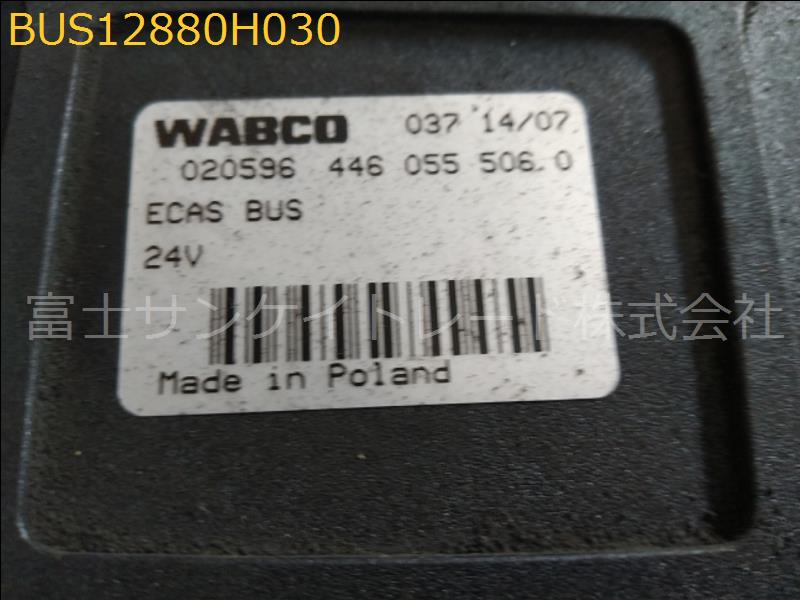 BUS12880H030
WABCO 037 14/07
020596 446 055 506.0
ECAS BUS
24V
富士サンケイトレード株式会社
Made in Poland